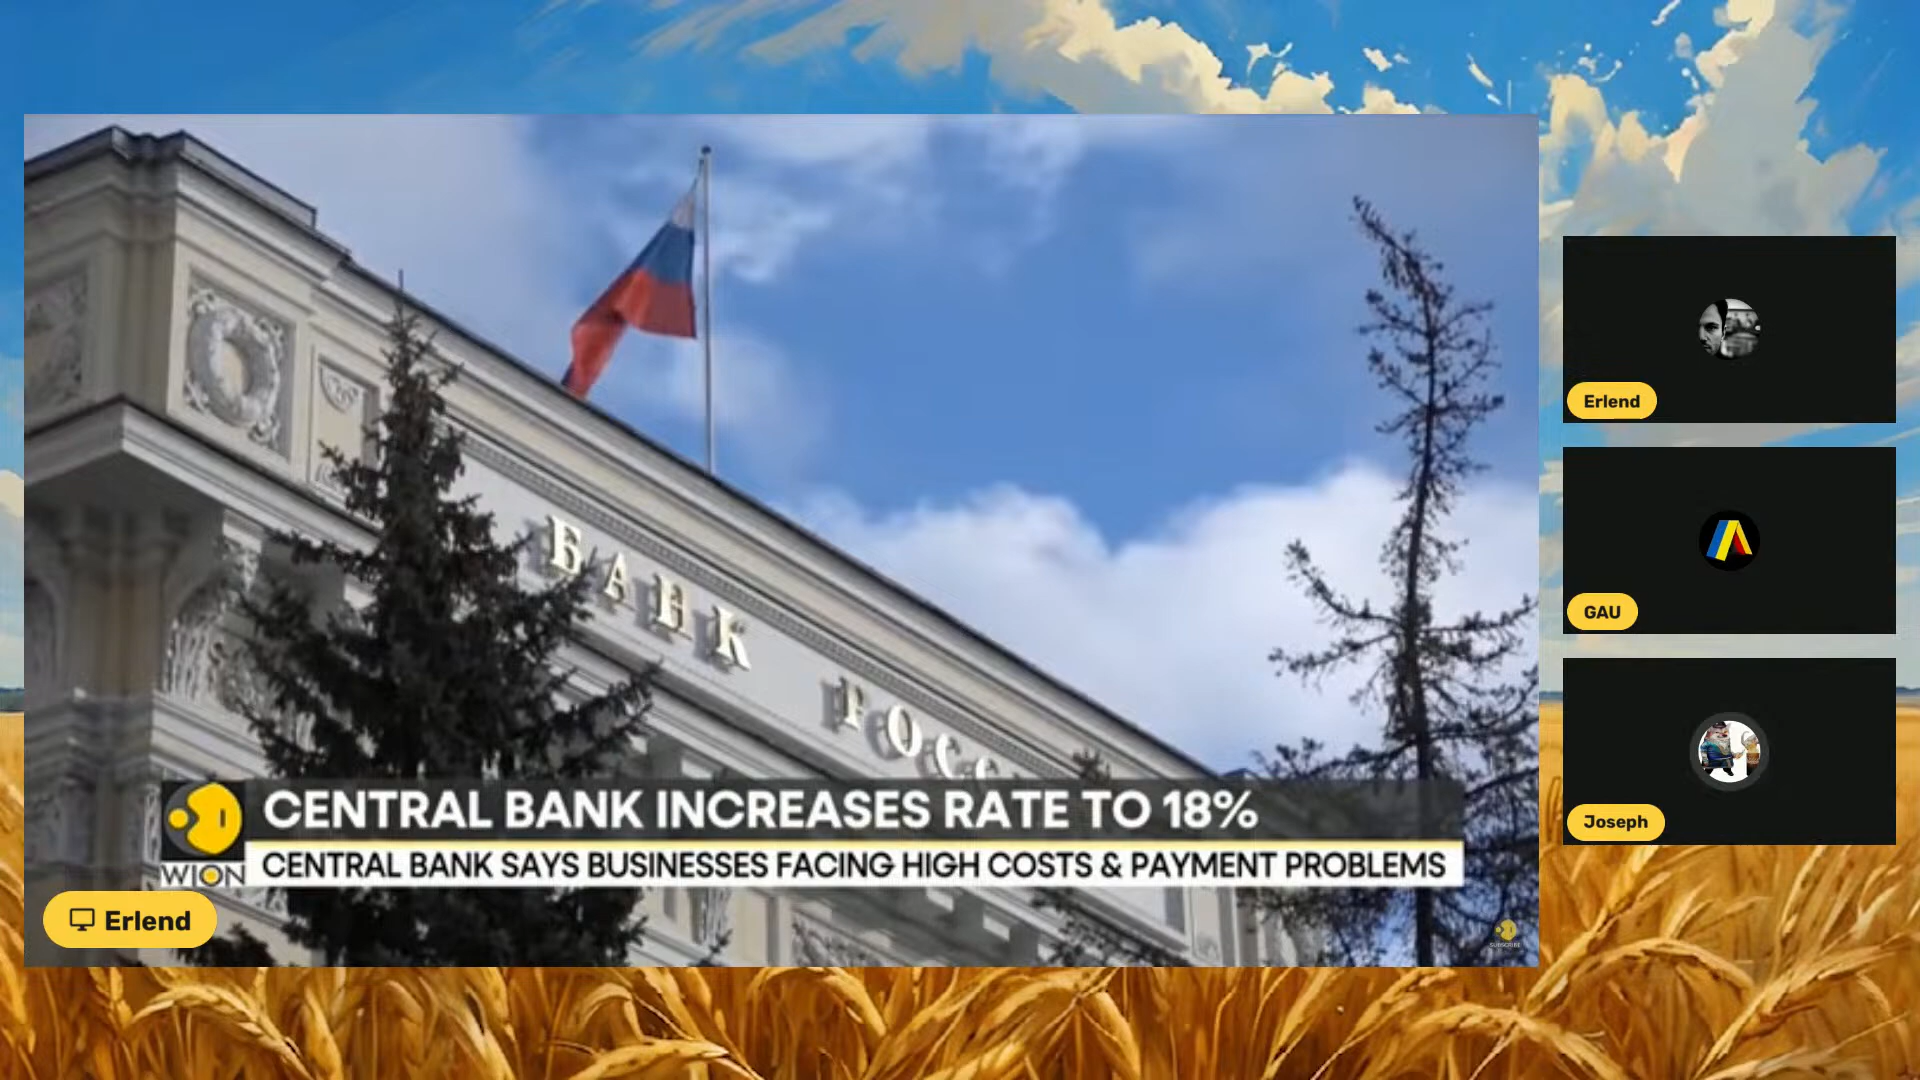 БАНК РОСС
CENTRAL BANK INCREASES RATE TO 18%
CENTRAL BANK SAYS BUSINESSES FACING HIGH COSTS & PAYMENT PROBLEMS
WION
Erlend
SUBSCRIBE
Erlend
GAU
Joseph